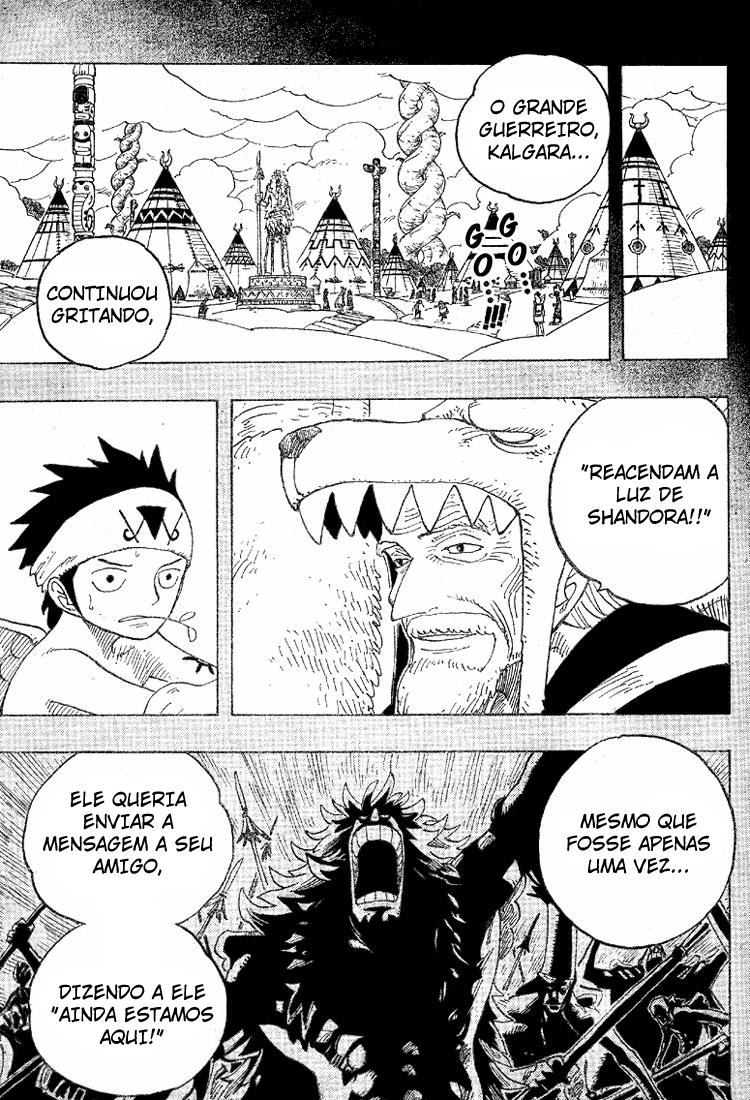 O GRANDE
GUERREIRO,
KALGARA...
GOGO...!!!
CONTINUOU
GRITANDO,
"REACENDAM A
LUZ DE
SHANDORA!!"
MESMO QUE
FOSSE APENAS
UMA VEZ...
ELE QUERIA
ENVIAR A
MENSAGEM A SEU
AMIGO,
DIZENDO A ELE
"AINDA ESTAMOS
AQUI!"